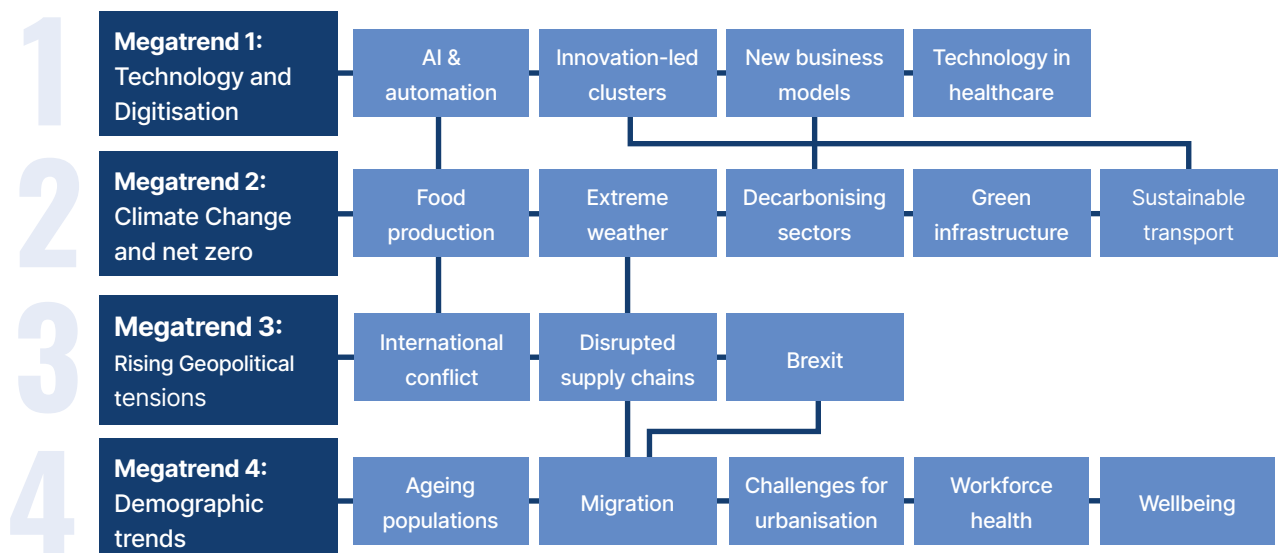 1
Megatrend 1:
Technology and
Digitisation
AI &
automation
Innovation-led
clusters
New business
models
Technology in
healthcare
2
Megatrend 2:
Climate Change
and net zero
Food
production
Extreme
weather
Decarbonising
sectors
Green
infrastructure
Sustainable
transport
3
Megatrend 3:
Rising Geopolitical
tensions
International
conflict
Disrupted
supply chains
Brexit
4
Megatrend 4:
Demographic
trends
Ageing
populations
Migration
Challenges for
urbanisation
Workforce
health
Wellbeing